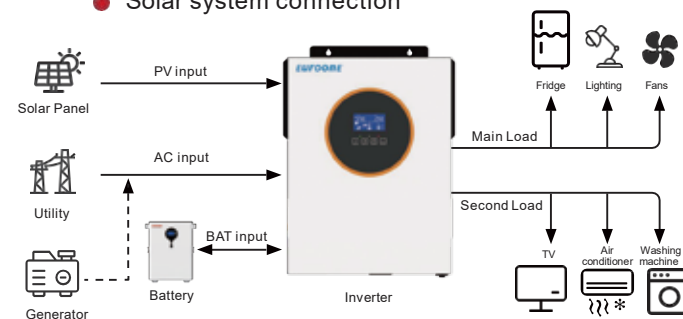 Solar system connection
PV input
Solar Panel
AC input
Utility
BAT input
Battery
Generator
Inverter
Main Load
Fridge
Lighting
Fans
Second Load
TV
Air
conditioner
Washing
machine